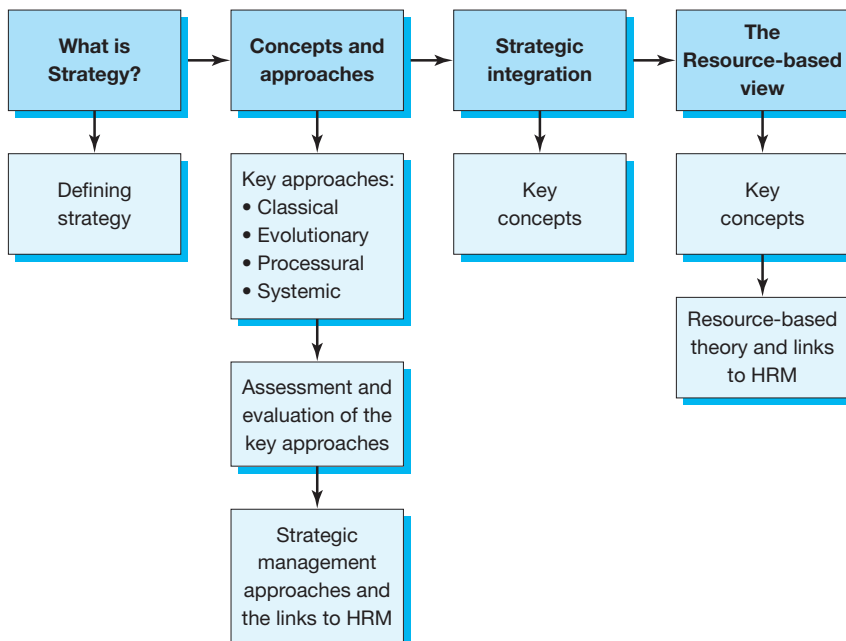 What is
Strategy?
Concepts and
approaches
Strategic
integration
The
Resource-based
view
Defining
strategy
Key approaches:
• Classical
• Evolutionary
• Processural
• Systemic
Key
concepts
Key
concepts
Resource-based
theory and links
to HRM
Assessment and
evaluation of the
key approaches
Strategic
management
approaches and
the links to HRM